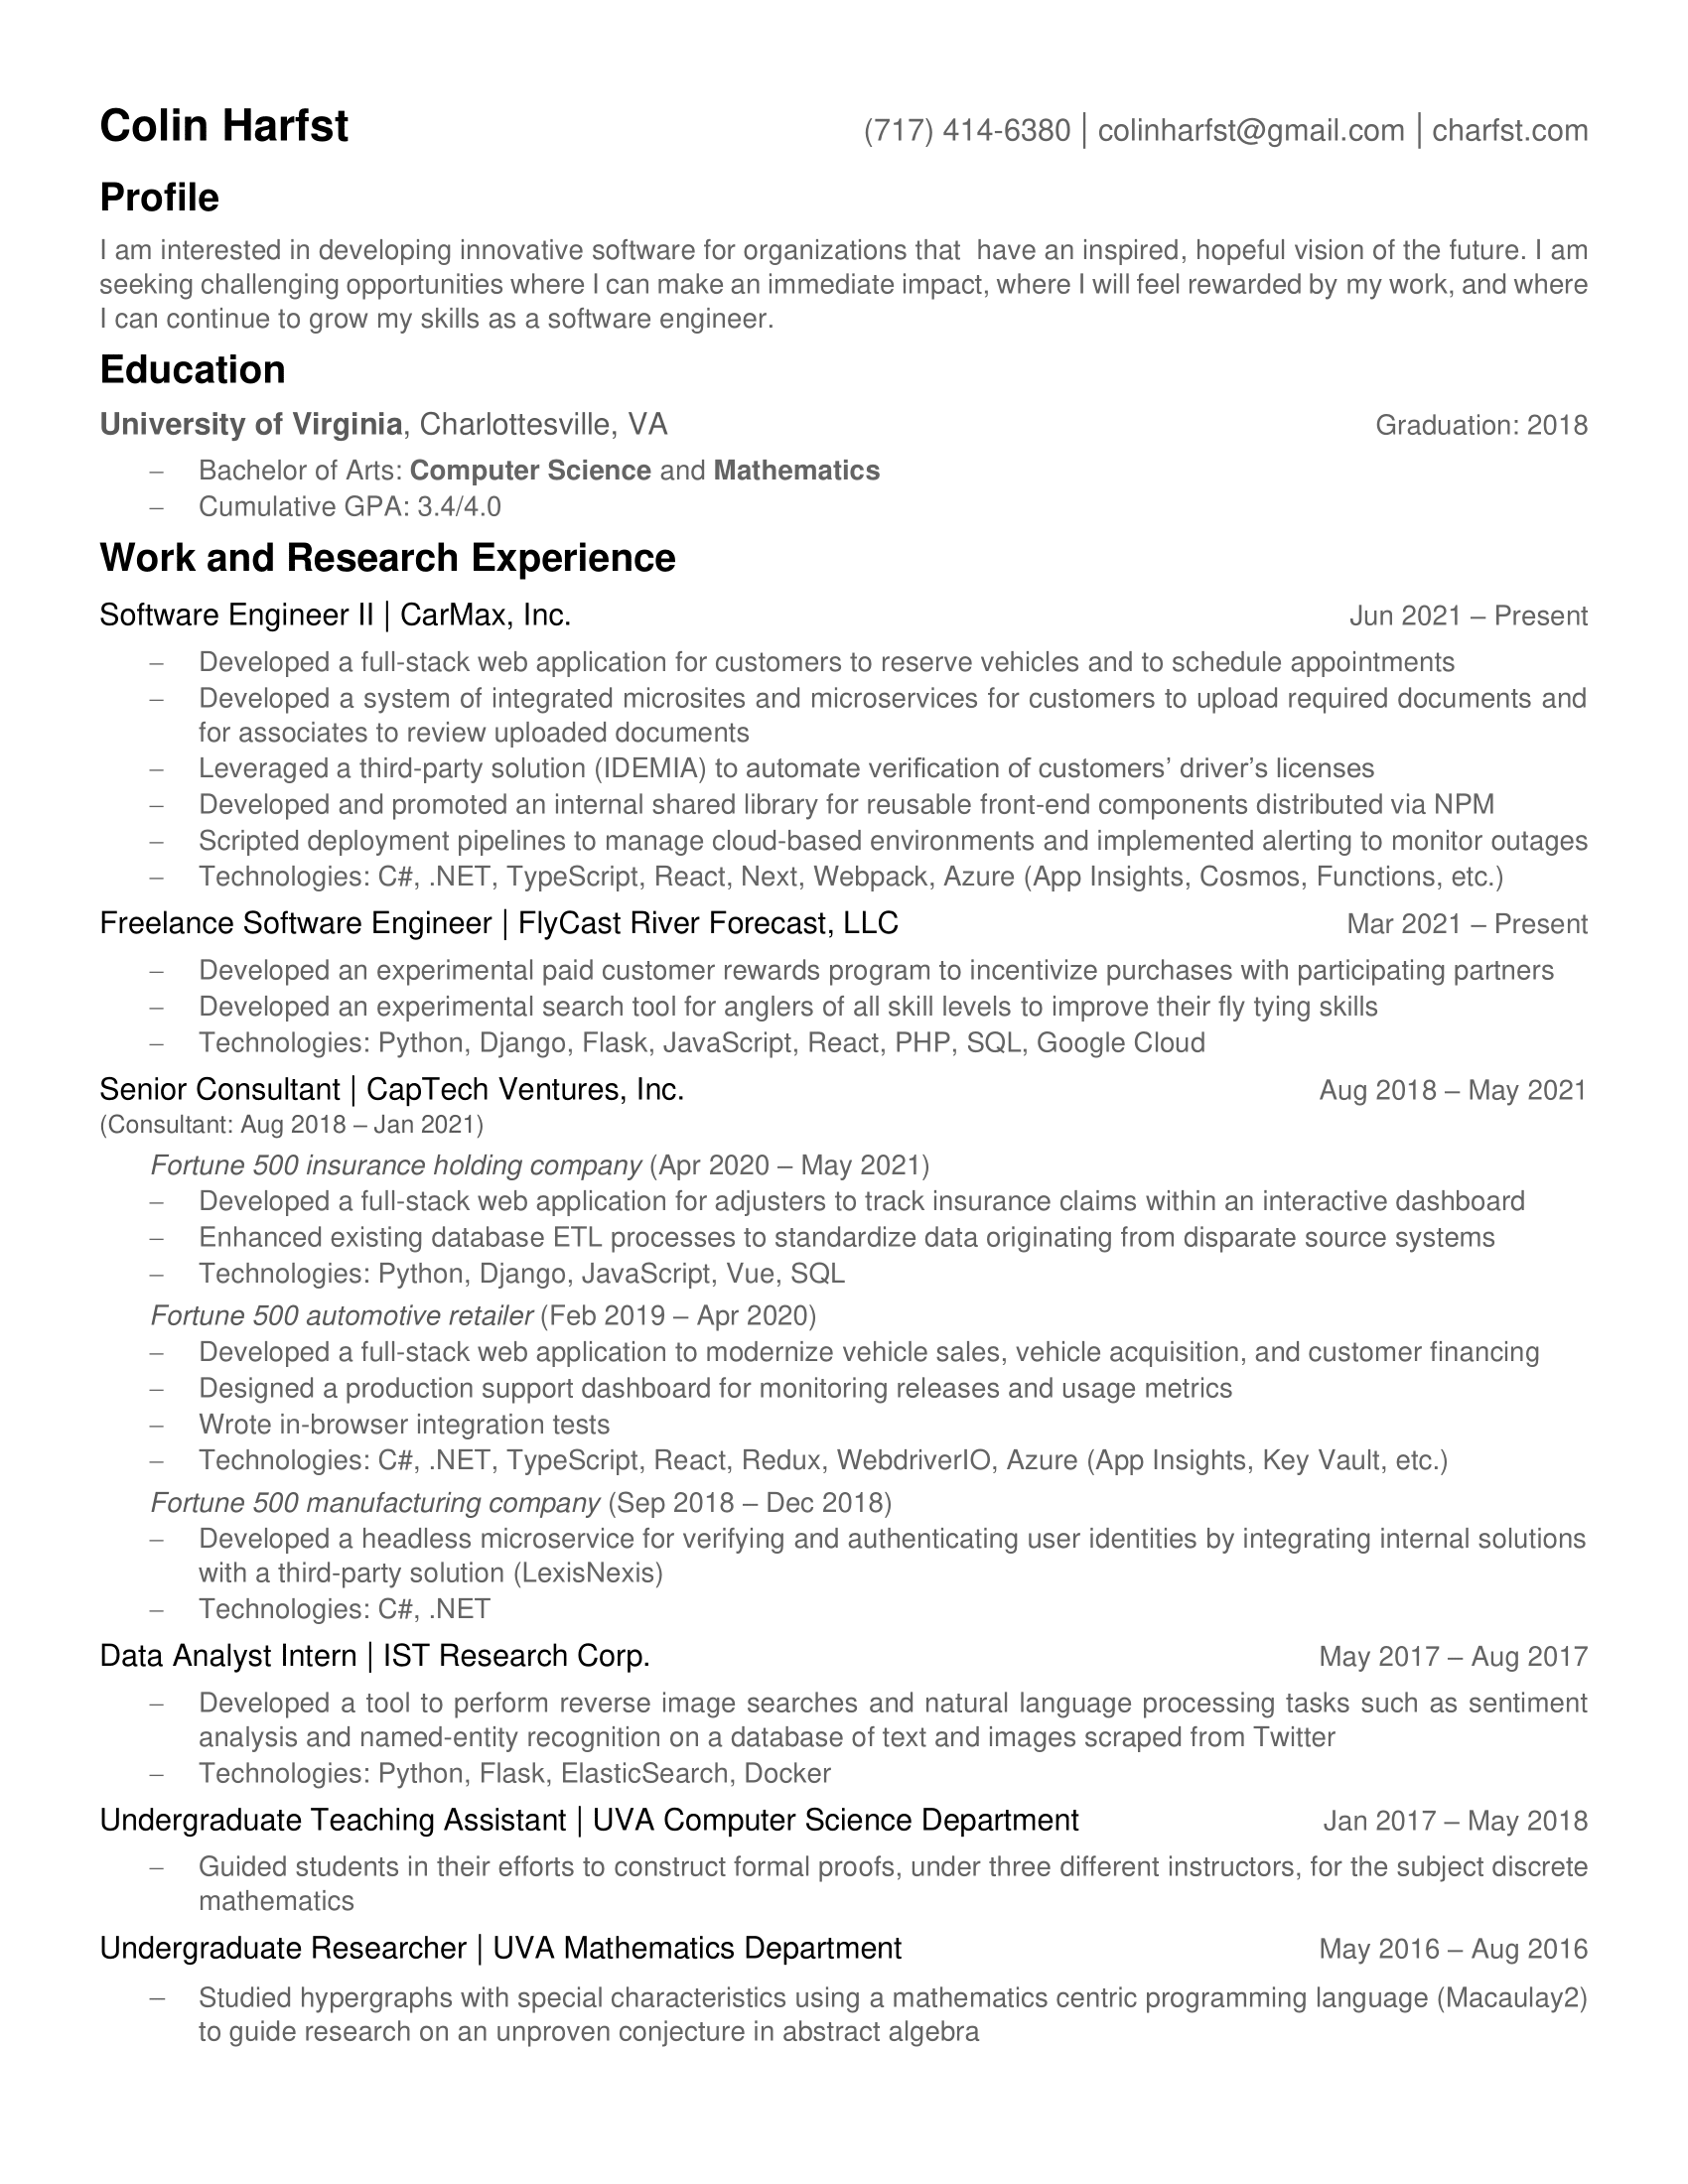 Colin Harfst (717) 414-6380 | colinharfst@gmail.com | charfst.com
Profile
I am interested in developing innovative software for organizations that  have an inspired, hopeful vision of the future. I am
seeking challenging opportunities where I can make an immediate impact, where I will feel rewarded by my work, and where
I can continue to grow my skills as a software engineer.
Education
University of Virginia, Charlottesville, VA Graduation: 2018
– Bachelor of Arts: Computer Science and Mathematics
– Cumulative GPA: 3.4/4.0
Work and Research Experience
Software Engineer II | CarMax, Inc. Jun 2021 – Present
– Developed a full-stack web application for customers to reserve vehicles and to schedule appointments
– Developed a system of integrated microsites and microservices for customers to upload required documents and
for associates to review uploaded documents
– Leveraged a third-party solution (IDEMIA) to automate verification of customers’ driver’s licenses
– Developed and promoted an internal shared library for reusable front-end components distributed via NPM
– Scripted deployment pipelines to manage cloud-based environments and implemented alerting to monitor outages
– Technologies: C#, .NET, TypeScript, React, Next, Webpack, Azure (App Insights, Cosmos, Functions, etc.)
Freelance Software Engineer | FlyCast River Forecast, LLC Mar 2021 – Present
– Developed an experimental paid customer rewards program to incentivize purchases with participating partners
– Developed an experimental search tool for anglers of all skill levels to improve their fly tying skills
– Technologies: Python, Django, Flask, JavaScript, React, PHP, SQL, Google Cloud
Senior Consultant | CapTech Ventures, Inc. Aug 2018 – May 2021
(Consultant: Aug 2018 – Jan 2021)
Fortune 500 insurance holding company (Apr 2020 – May 2021)
– Developed a full-stack web application for adjusters to track insurance claims within an interactive dashboard
– Enhanced existing database ETL processes to standardize data originating from disparate source systems
– Technologies: Python, Django, JavaScript, Vue, SQL
Fortune 500 automotive retailer (Feb 2019 – Apr 2020)
– Developed a full-stack web application to modernize vehicle sales, vehicle acquisition, and customer financing
– Designed a production support dashboard for monitoring releases and usage metrics
– Wrote in-browser integration tests
– Technologies: C#, .NET, TypeScript, React, Redux, WebdriverIO, Azure (App Insights, Key Vault, etc.)
Fortune 500 manufacturing company (Sep 2018 – Dec 2018)
– Developed a headless microservice for verifying and authenticating user identities by integrating internal solutions
with a third-party solution (LexisNexis)
– Technologies: C#, .NET
Data Analyst Intern | IST Research Corp. May 2017 – Aug 2017
– Developed a tool to perform reverse image searches and natural language processing tasks such as sentiment
analysis and named-entity recognition on a database of text and images scraped from Twitter
– Technologies: Python, Flask, ElasticSearch, Docker
Undergraduate Teaching Assistant | UVA Computer Science Department Jan 2017 – May 2018
– Guided students in their efforts to construct formal proofs, under three different instructors, for the subject discrete
mathematics
Undergraduate Researcher | UVA Mathematics Department May 2016 – Aug 2016
– Studied hypergraphs with special characteristics using a mathematics centric programming language (Macaulay2)
to guide research on an unproven conjecture in abstract algebra